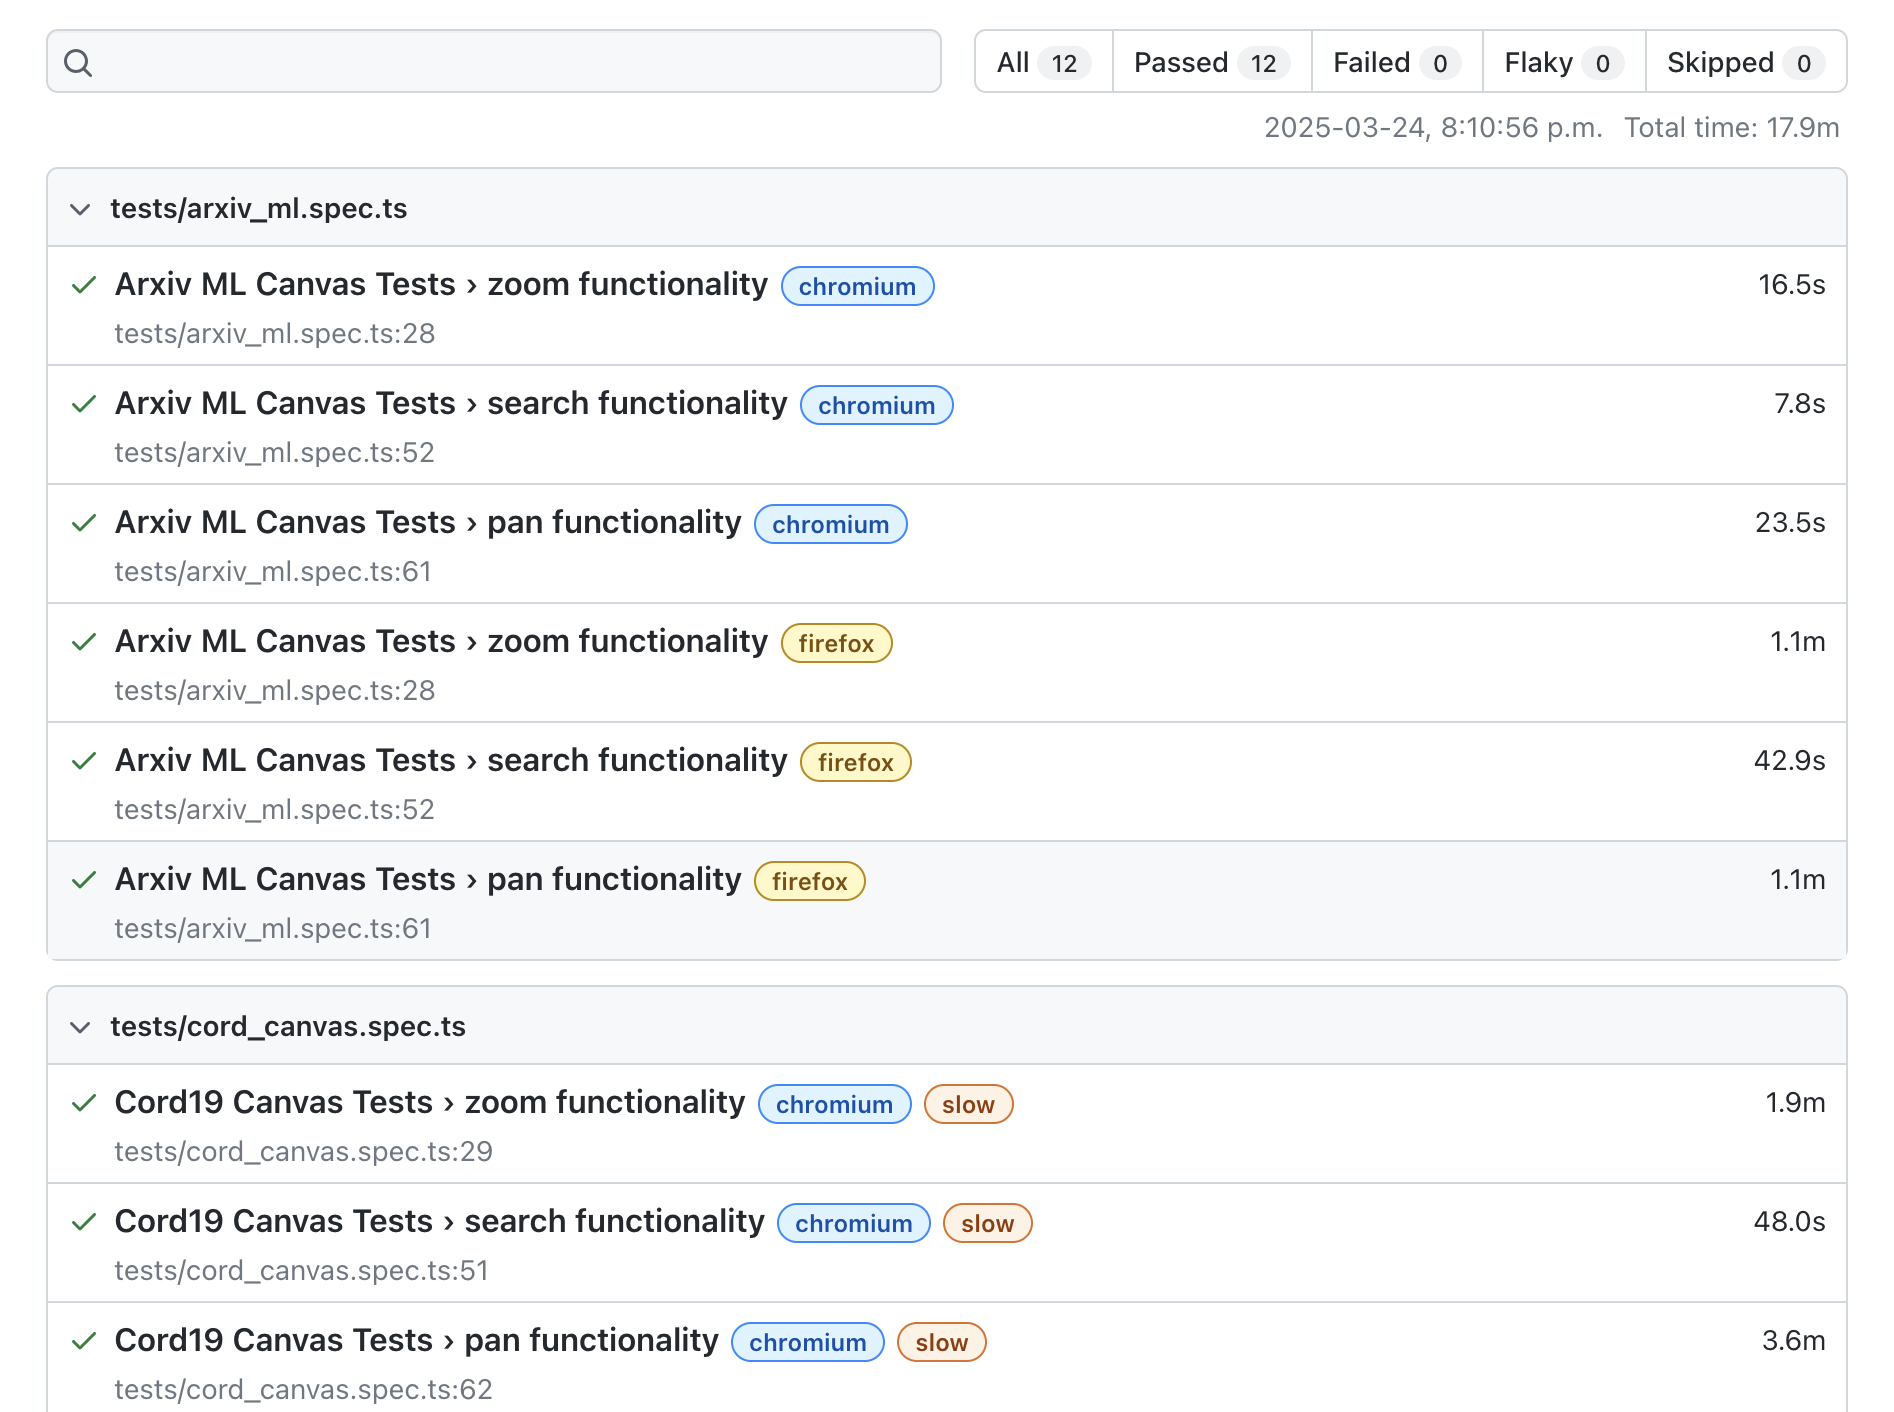 All 12 Passed 12 Failed 0 Flaky 0 Skipped 0
2025-03-24, 8:10:56 p.m. Total time: 17.9m
tests/arxiv_ml.spec.ts
Arxiv ML Canvas Tests › zoom functionality chromium 16.5s
tests/arxiv_ml.spec.ts:28
Arxiv ML Canvas Tests › search functionality chromium 7.8s
tests/arxiv_ml.spec.ts:52
Arxiv ML Canvas Tests › pan functionality chromium 23.5s
tests/arxiv_ml.spec.ts:61
Arxiv ML Canvas Tests › zoom functionality firefox 1.1m
tests/arxiv_ml.spec.ts:28
Arxiv ML Canvas Tests › search functionality firefox 42.9s
tests/arxiv_ml.spec.ts:52
Arxiv ML Canvas Tests › pan functionality firefox 1.1m
tests/arxiv_ml.spec.ts:61
tests/cord_canvas.spec.ts
Cord19 Canvas Tests › zoom functionality chromium slow 1.9m
tests/cord_canvas.spec.ts:29
Cord19 Canvas Tests › search functionality chromium slow 48.0s
tests/cord_canvas.spec.ts:51
Cord19 Canvas Tests › pan functionality chromium slow 3.6m
tests/cord_canvas.spec.ts:62